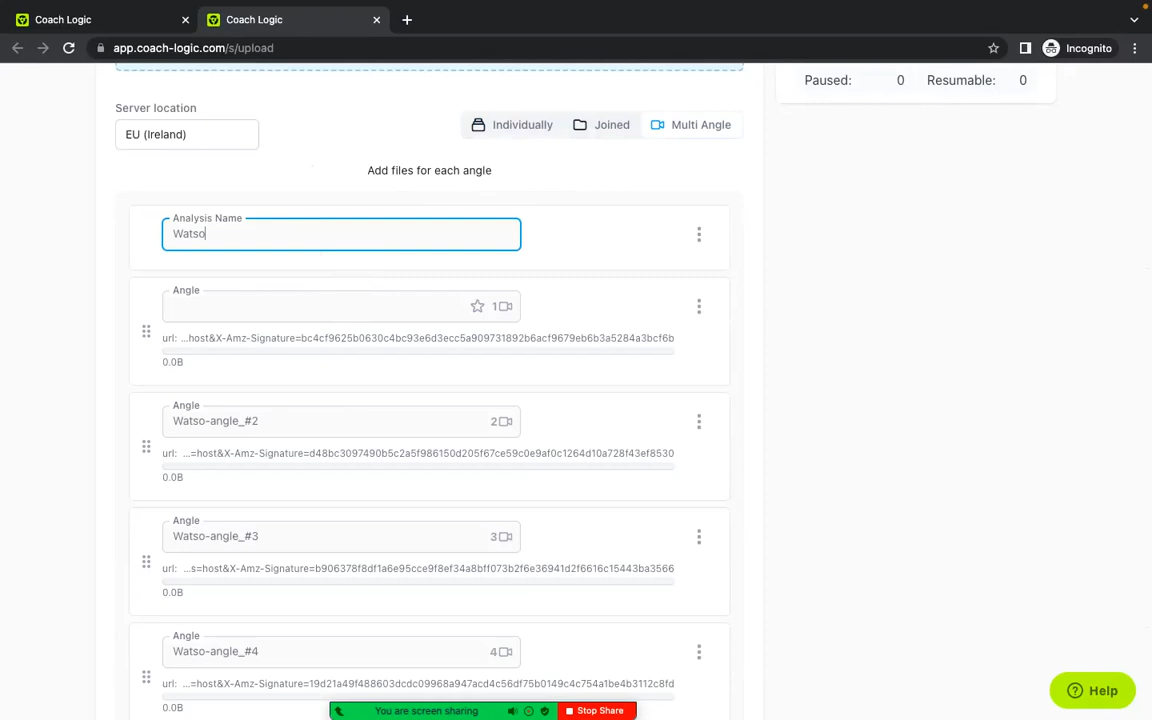 Coach Logic
Coach Logic
app.coach-logic.com/s/upload
Incognito
Paused: 0 Resumable: 0
Server location
EU (Ireland)
Individually Joined Multi Angle
Add files for each angle
Analysis Name
Watso
Angle
1
url: ...host&X-Amz-Signature=bc4cf9625b0630c4bc93e6d3ecc5a909731892b6acf9679eb6b3a5284a3bcf6b
0.0B
Angle
Watso-angle_#2 2
url: ...=host&X-Amz-Signature=d48bc3097490b5c2a5f986150d205f67ce59c0e9af0c1264d10a728f43ef8530
0.0B
Angle
Watso-angle_#3 3
url: ...s=host&X-Amz-Signature=b906378f8df1a6e95cce9f8ef34a8bff073b2f6e36941d2f6616c15443ba3566
0.0B
Angle
Watso-angle_#4 4
url: ...=host&X-Amz-Signature=19d21a49f488603dcdc09968a947acd4c56df75b0149c4c754a1be4b3112c8fd
0.0B
Help
You are screen sharing Stop Share